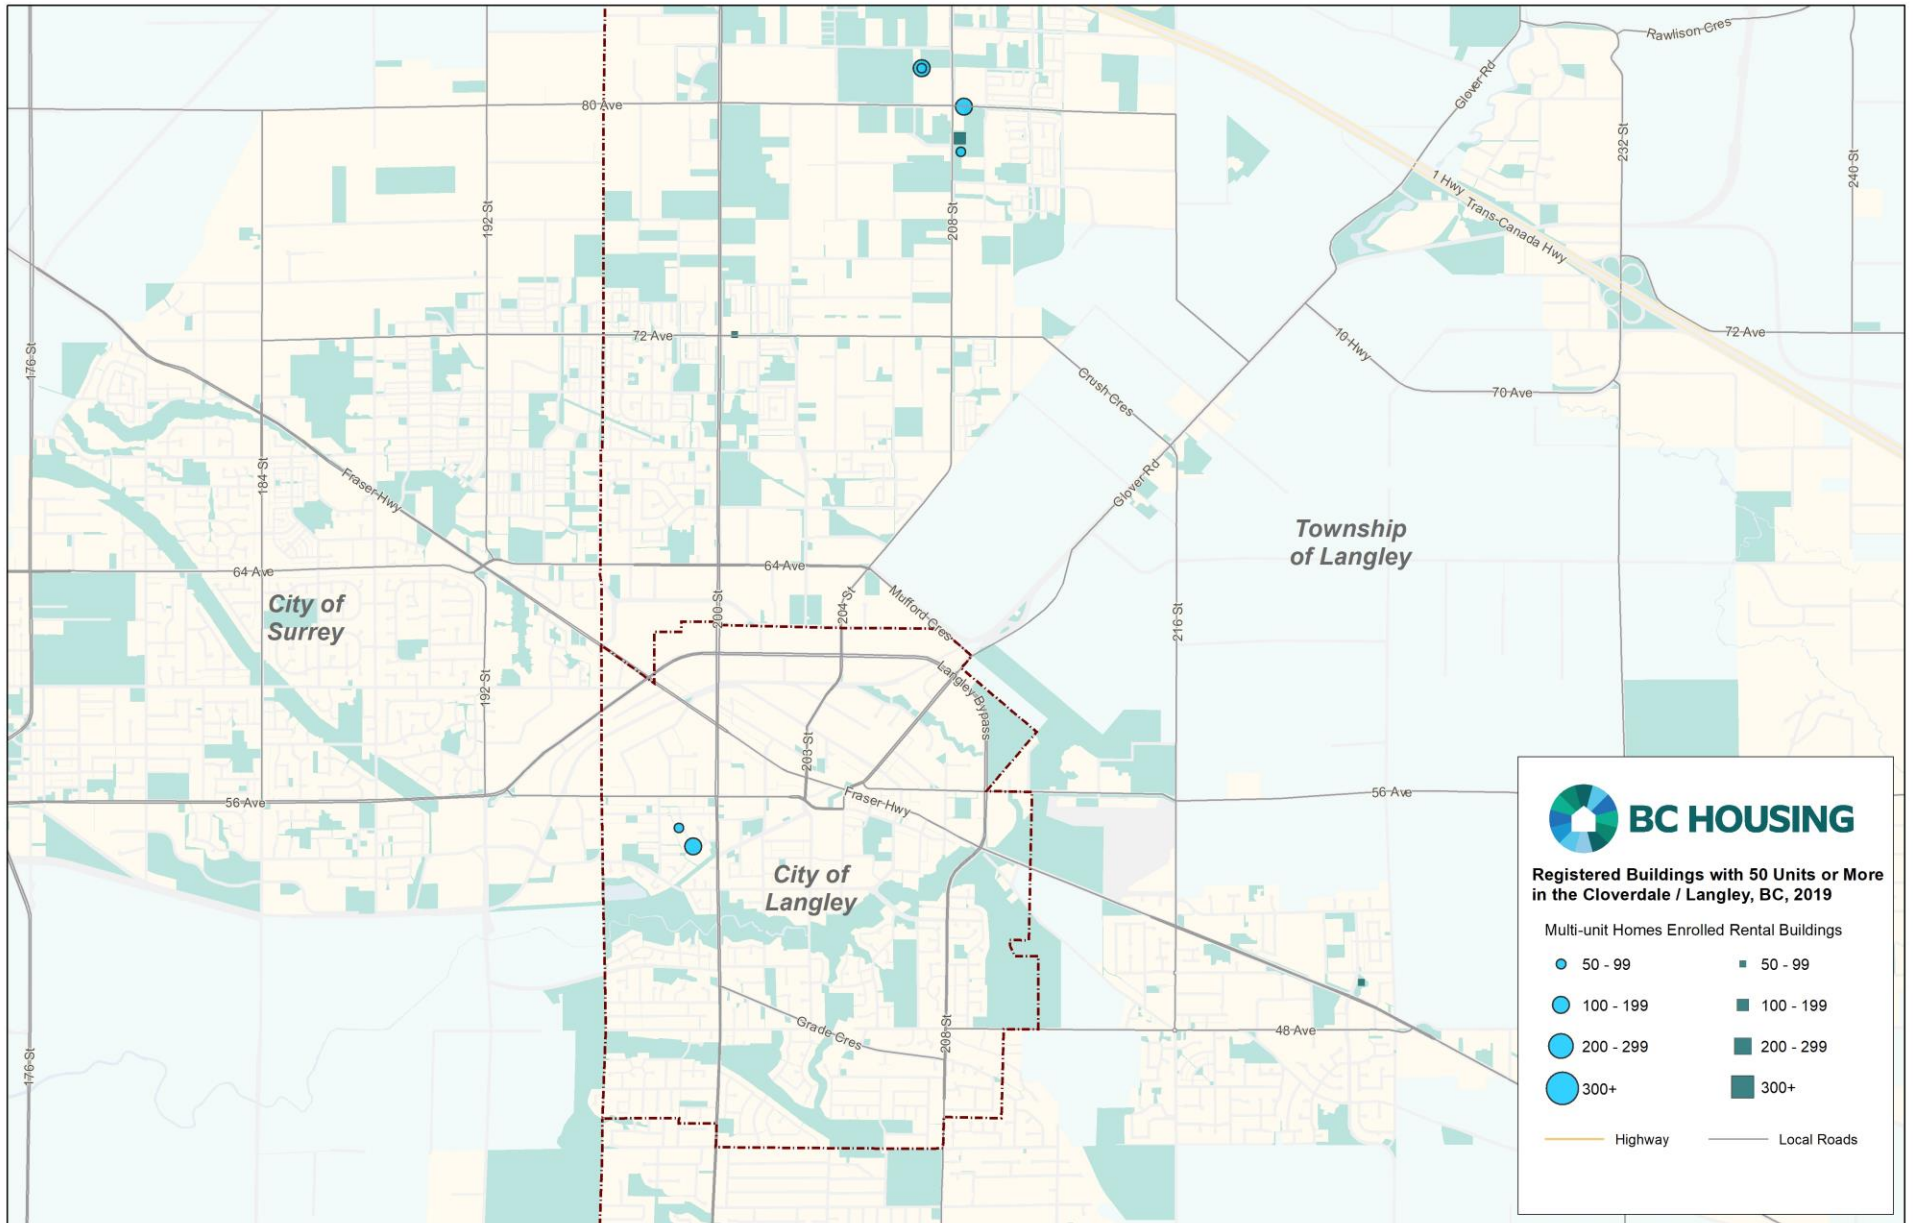 Rawlison Cres
Glover Rd
80 Ave
232 St
240 St
1 Hwy
Trans-Canada Hwy
192 St
208 St
72 Ave
72 Ave
10 Hwy
176 St
Crush Cres
70 Ave
184 St
Fraser Hwy
Glover Rd
Township
of Langley
64 Ave
64 Ave
City of
Surrey
200 St
204 St
Mufford Cres
216 St
192 St
Langley Bypass
203 St
56 Ave
Fraser Hwy
56 Ave
City of
Langley
Grade Cres
208 St
48 Ave
176 St
BC HOUSING
Registered Buildings with 50 Units or More
in the Cloverdale / Langley, BC, 2019
Multi-unit Homes Enrolled Rental Buildings
50 - 99 50 - 99
100 - 199 100 - 199
200 - 299 200 - 299
300+ 300+
Highway Local Roads